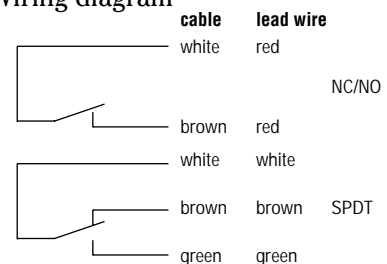 Wiring diagram
cable lead wire
white red
NC/NO
brown red
white white
brown brown SPDT
green green